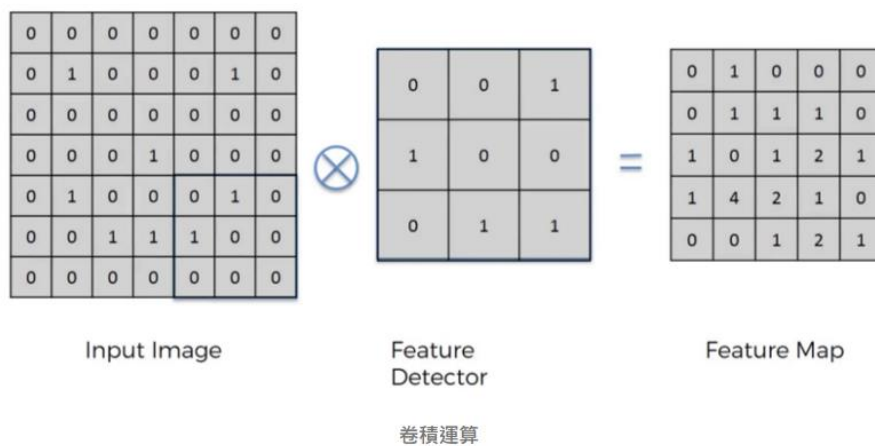 0 0 0 0 0 0 0
0 1 0 0 0 1 0
0 0 0 0 0 0 0
0 0 0 1 0 0 0
0 1 0 0 0 1 0
0 0 1 1 1 0 0
0 0 0 0 0 0 0
0 0 1
1 0 0
0 1 1
=
0 1 0 0 0
0 1 1 1 0
1 0 1 2 1
1 4 2 1 0
0 0 1 2 1
Input Image
Feature
Detector
Feature Map
卷積運算